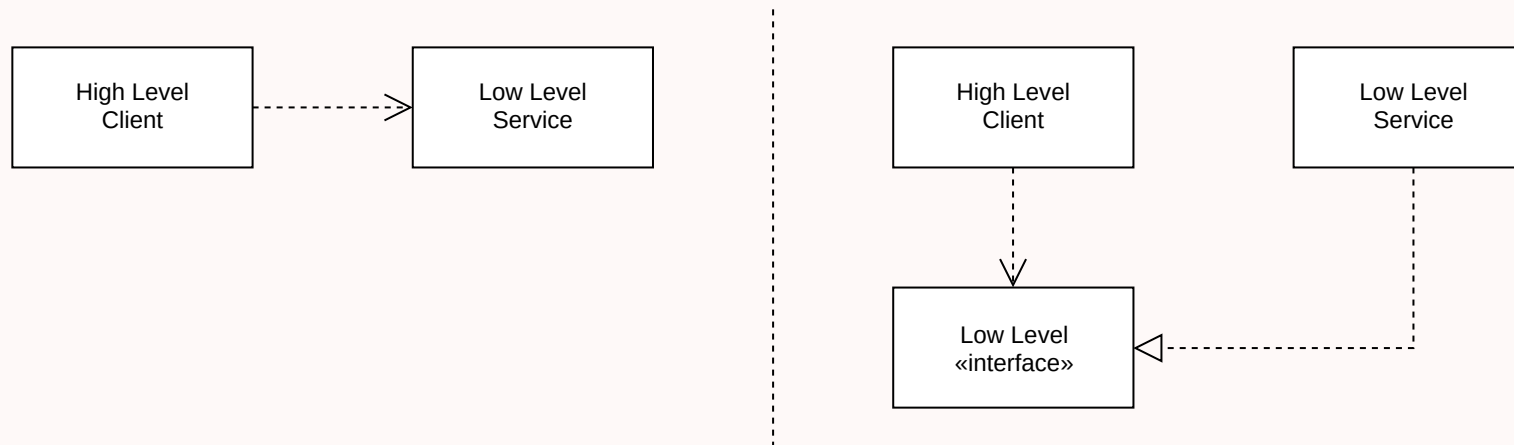 High Level
Client
Low Level
Service
High Level
Client
Low Level
Service
Low Level
«interface»